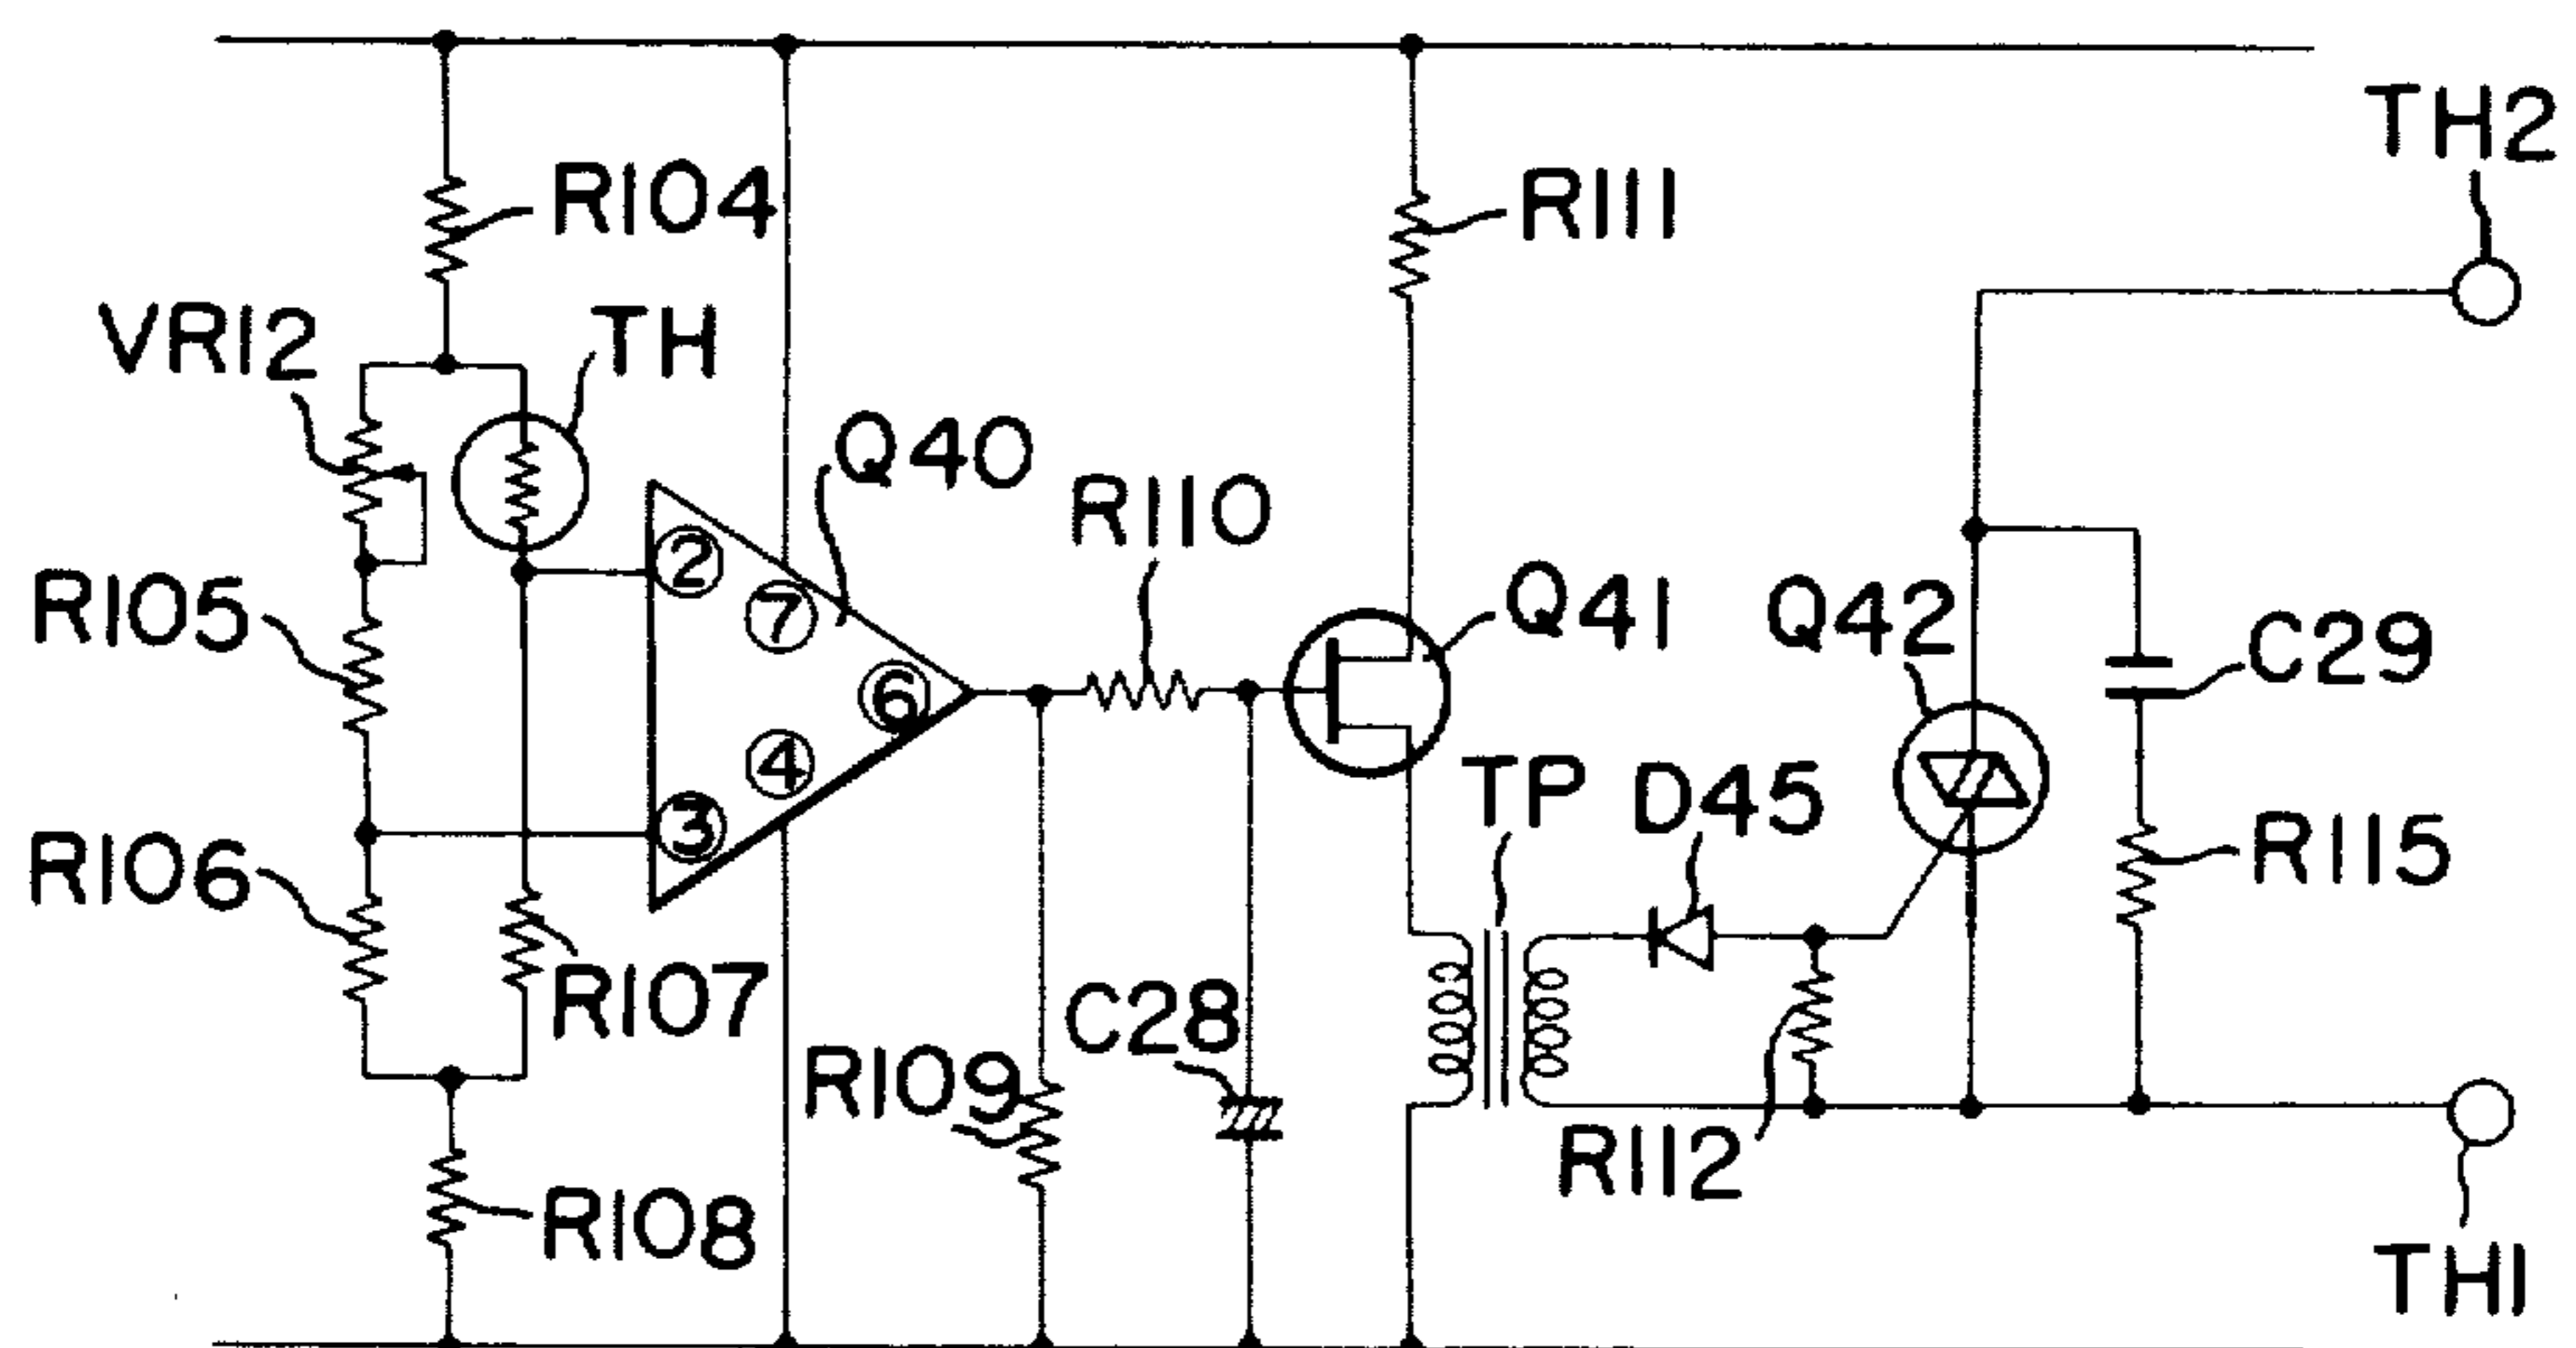 TH2
R104
R111
VR12
TH
Q40
R110
R105
②
⑦
Q41
Q42
C29
⑥
④
③
TP
D45
R106
R115
R107
C28
R109
R112
R108
TH1